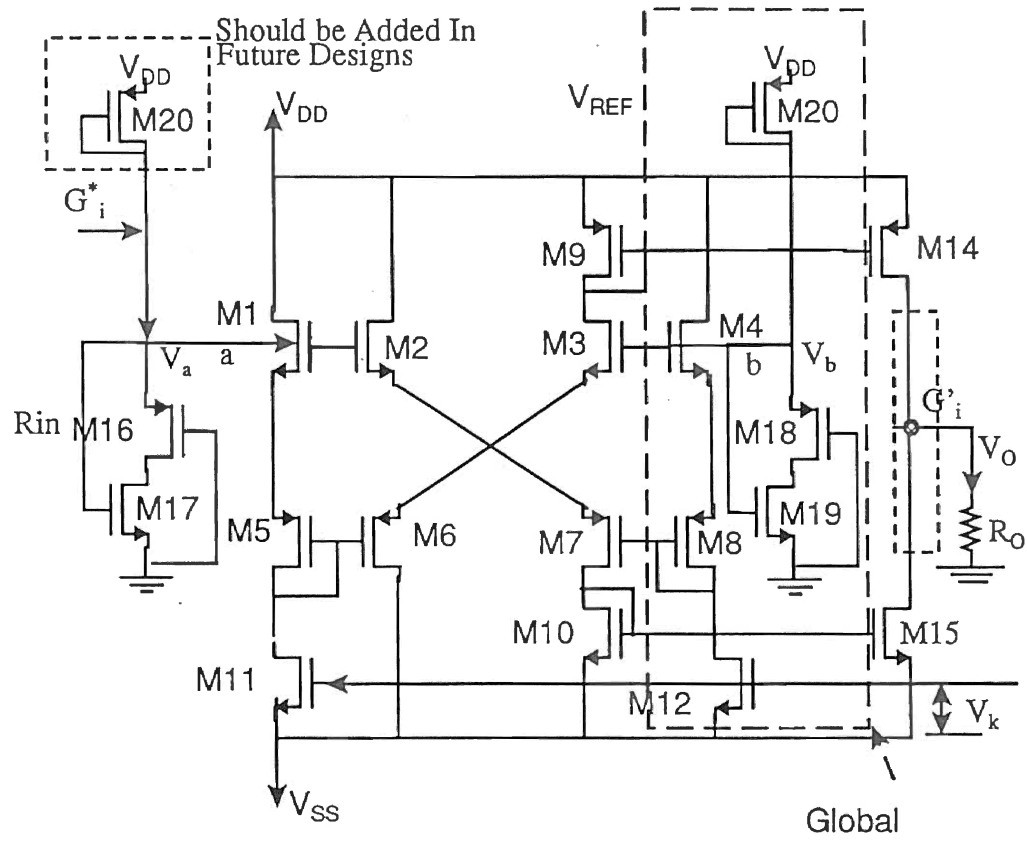 Should be Added In
Future Designs
VDD
M20
VDD
VREF
VDD
M20
G*i
M9
M14
M1
M2
M3
M4
Va
a
b
Vb
G'i
Rin
M16
M18
VO
M17
M19
RO
M5
M6
M7
M8
M10
M15
M11
M12
Vk
VSS
Global